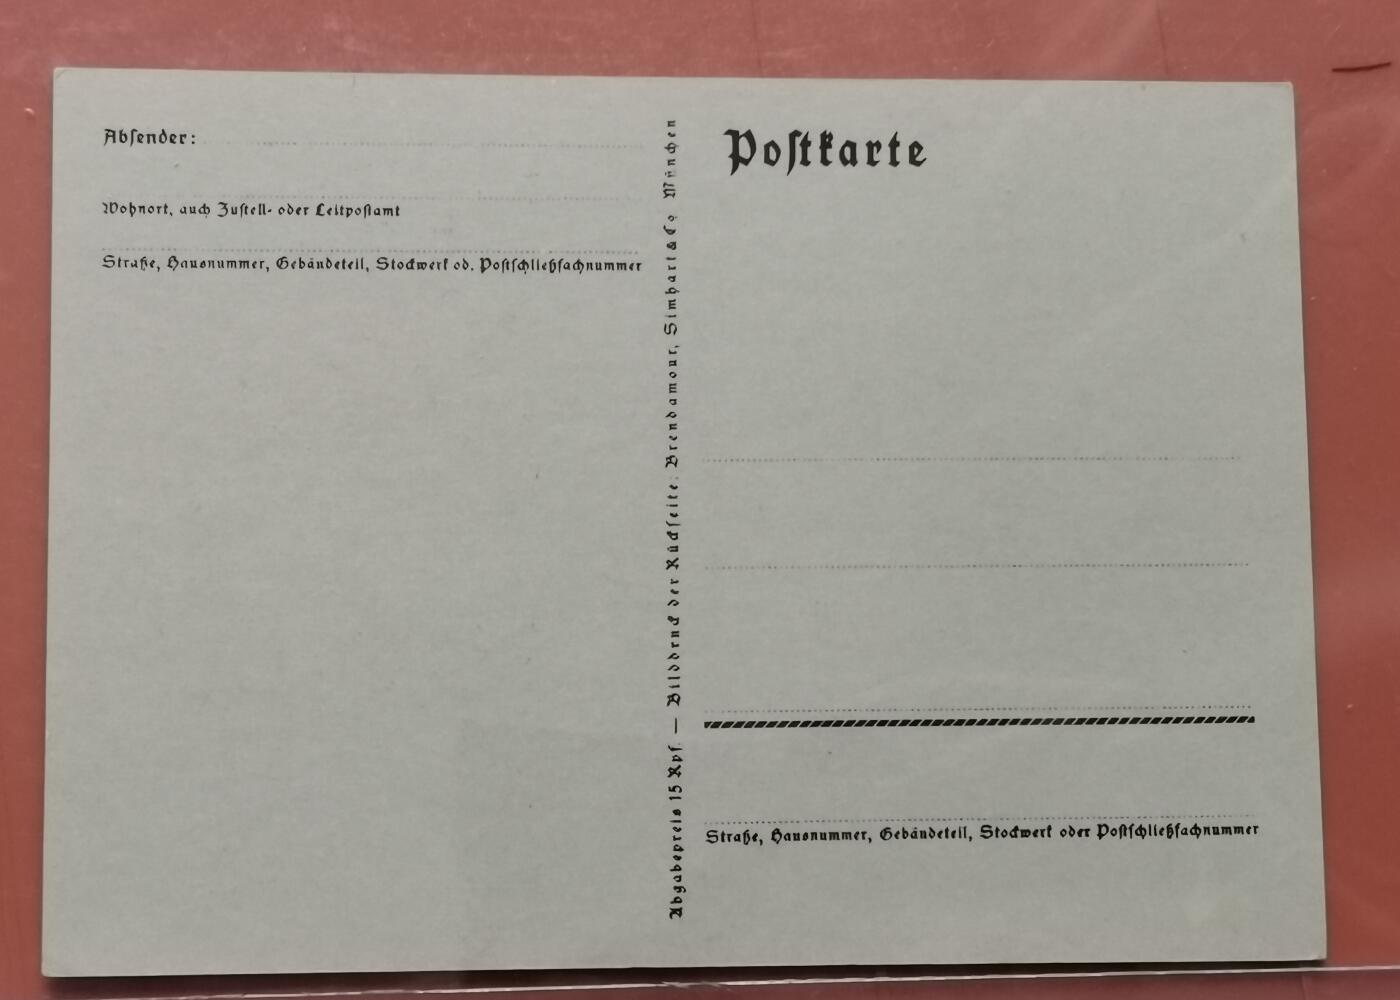 Absender:
Wohnort, auch Zustell- oder Leitpostamt
Straße, Hausnummer, Gebäudeteil, Stockwerk od. Postschließfachnummer
Abgabepreis 15 Rpf. — Bilddruck der Rückseite: Brendamour, Simhart & Co. München
Postkarte
Straße, Hausnummer, Gebäudeteil, Stockwerk oder Postschließfachnummer